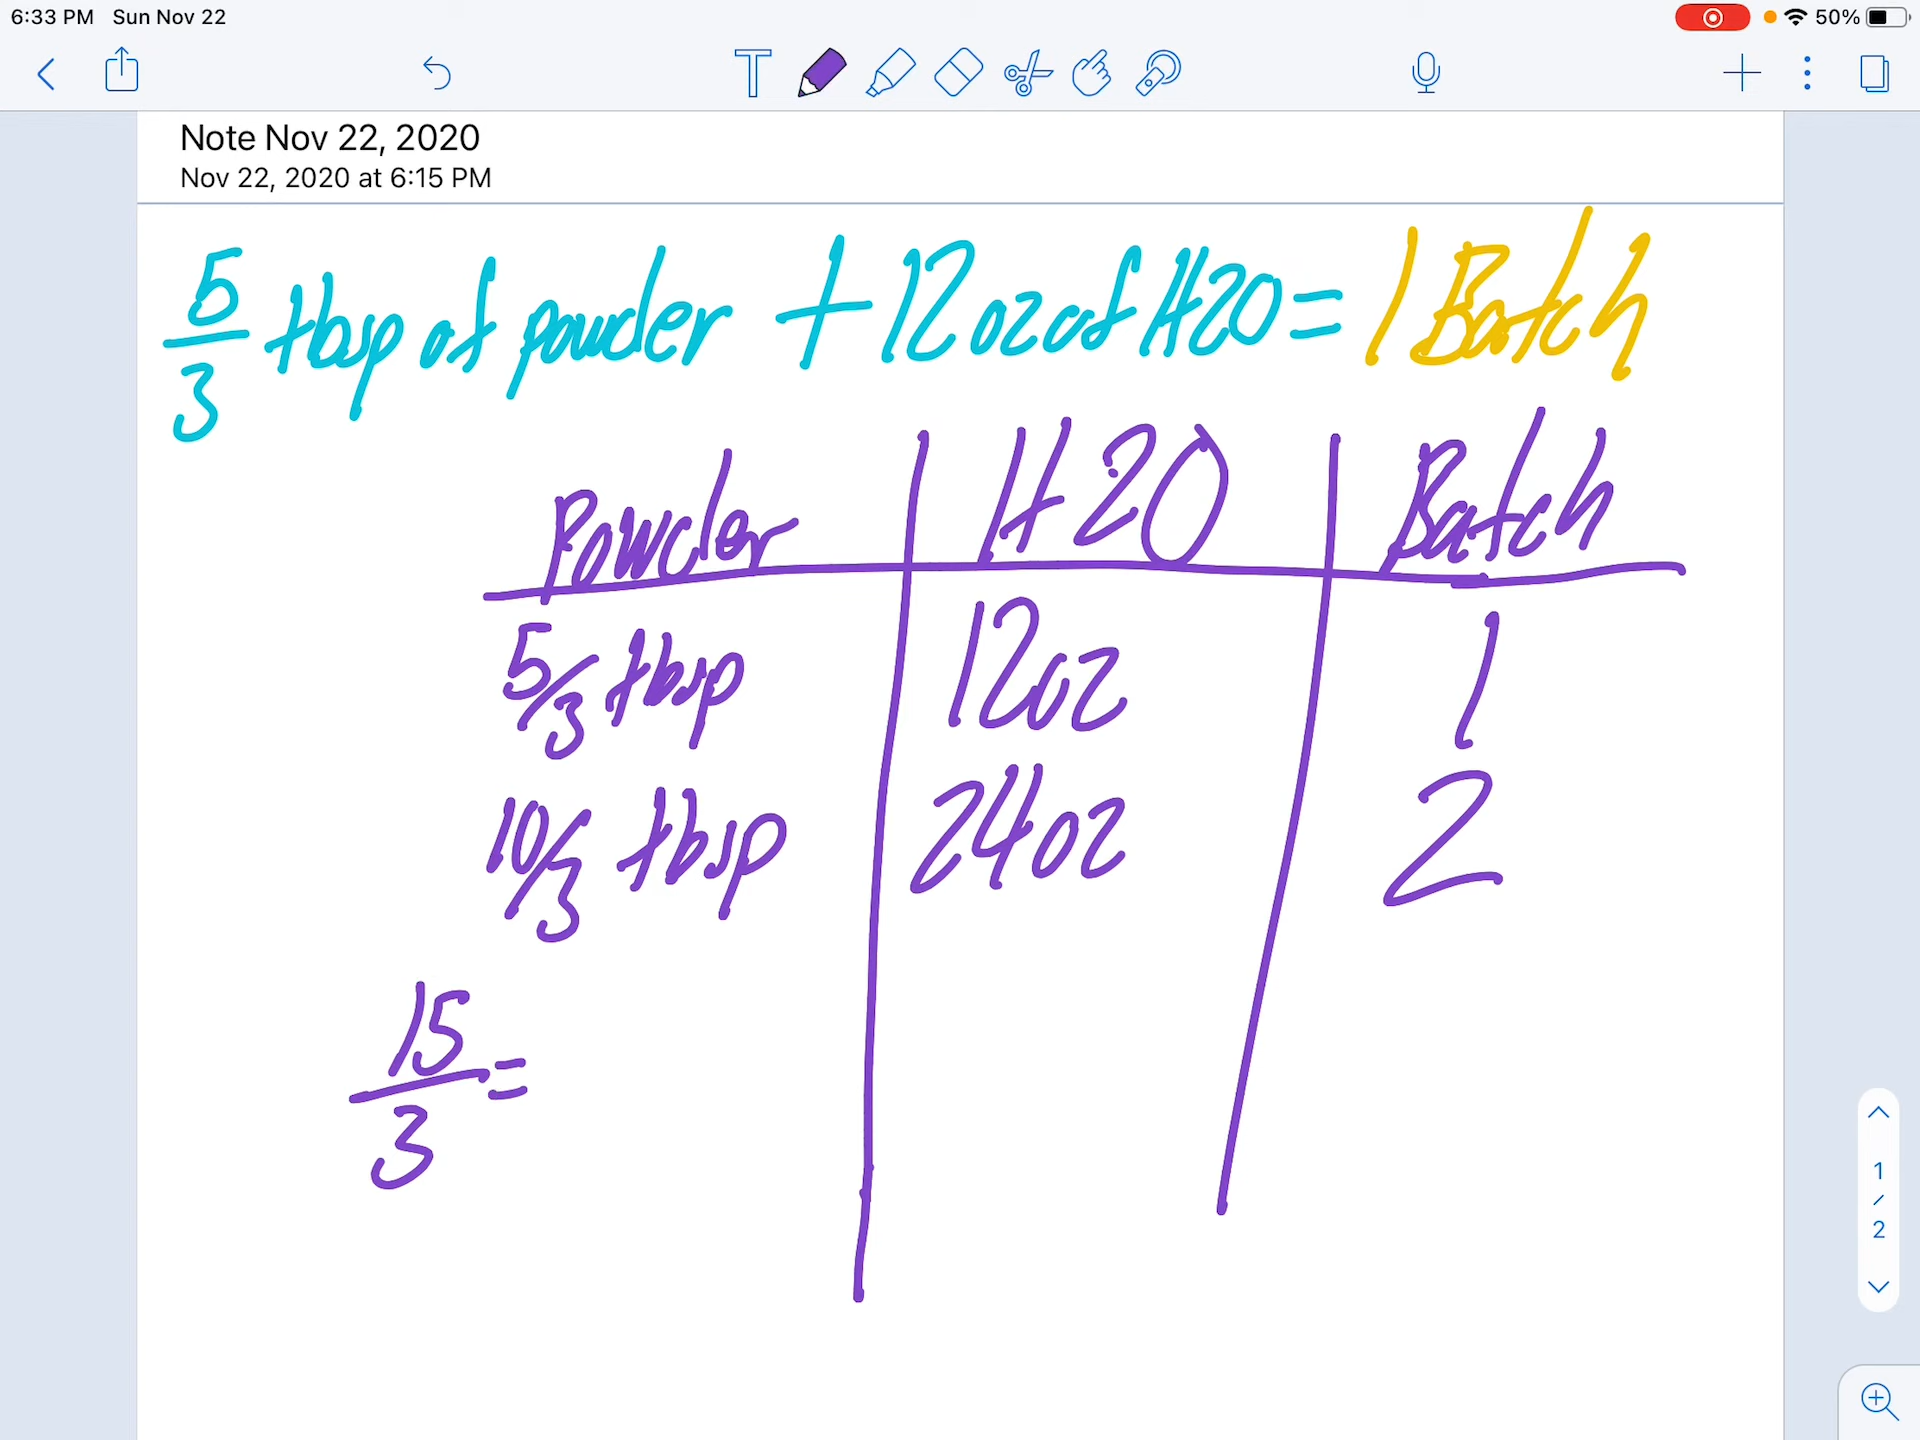 6:33 PM Sun Nov 22 50%
T
Note Nov 22, 2020
Nov 22, 2020 at 6:15 PM
5/3 tbsp of powder + 12 oz of H20 = 1 Batch
Powder H20 Batch
5/3 tbsp 12oz 1
10/3 tbsp 24oz 2
15/3 =
1 / 2